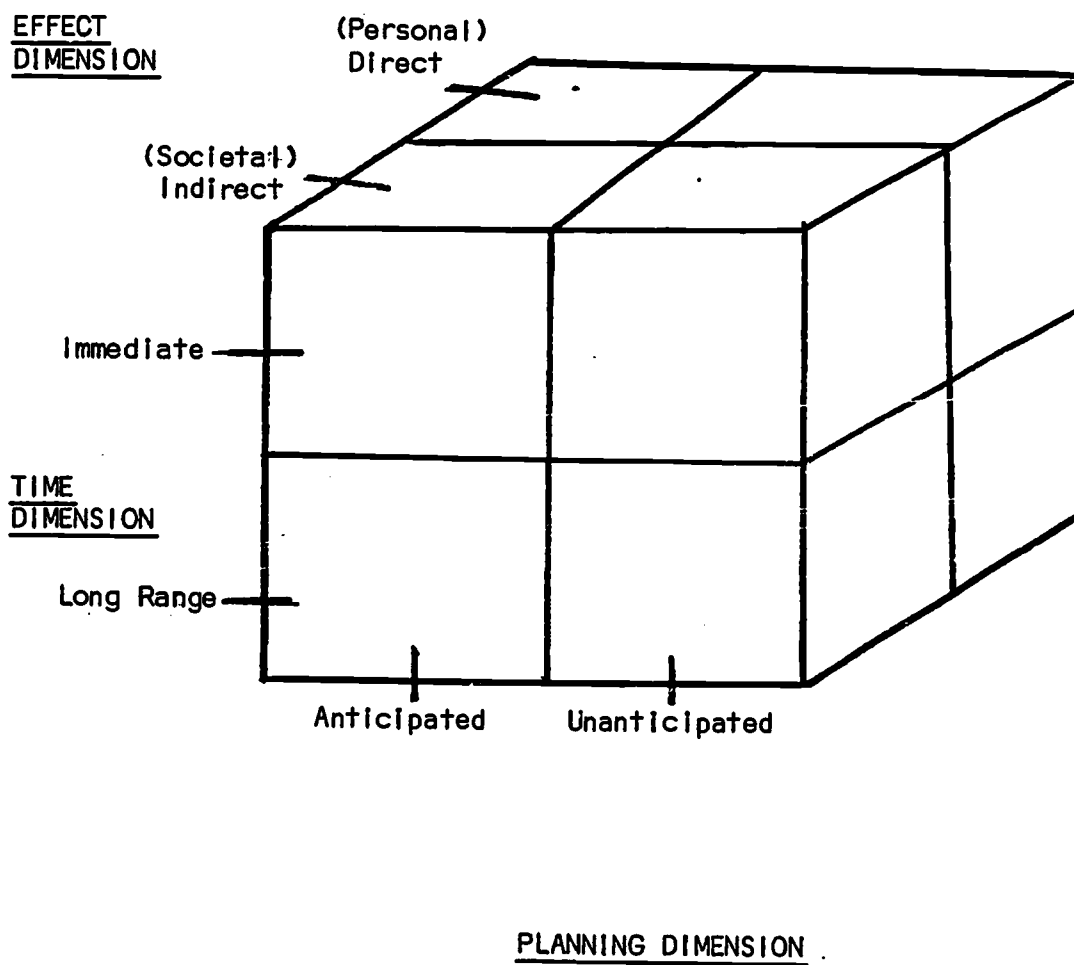 EFFECT
DIMENSION
(Personal)
Direct
(Societal)
Indirect
Immediate
TIME
DIMENSION
Long Range
Anticipated Unanticipated
PLANNING DIMENSION